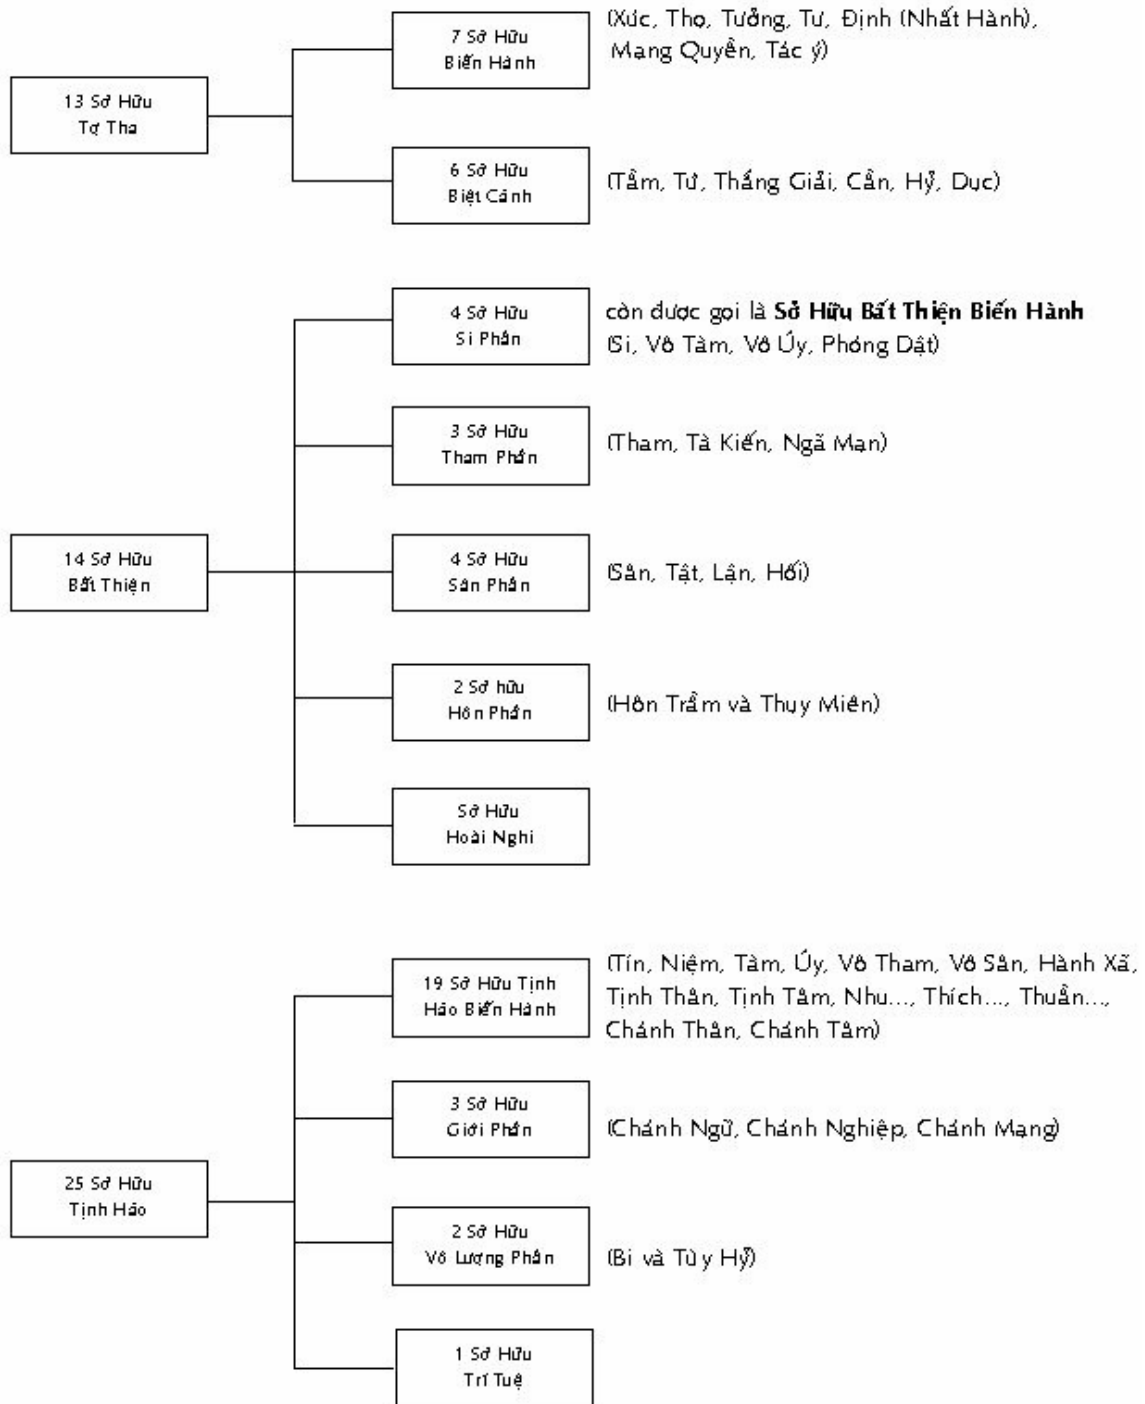 7 Sở Hữu
Biến Hành
(Xúc, Thọ, Tưởng, Tư, Định (Nhất Hành),
Mạng Quyền, Tác ý)
13 Sở Hữu
Tợ Tha
6 Sở Hữu
Biệt Cảnh
(Tầm, Tứ, Thắng Giải, Cần, Hỷ, Dục)
4 Sở Hữu
Si Phần
còn được gọi là Sở Hữu Bất Thiện Biến Hành
(Si, Vô Tàm, Vô Úy, Phóng Dật)
3 Sở Hữu
Tham Phần
(Tham, Tà Kiến, Ngã Mạn)
14 Sở Hữu
Bất Thiện
4 Sở Hữu
Sân Phần
(Sân, Tật, Lận, Hối)
2 Sở hữu
Hôn Phần
(Hôn Trầm và Thụy Miên)
Sở Hữu
Hoài Nghi
19 Sở Hữu Tịnh
Hảo Biến Hành
(Tín, Niệm, Tàm, Úy, Vô Tham, Vô Sân, Hành Xả,
Tịnh Thân, Tịnh Tâm, Nhu..., Thích..., Thuần...,
Chánh Thân, Chánh Tâm)
3 Sở Hữu
Giới Phần
(Chánh Ngữ, Chánh Nghiệp, Chánh Mạng)
25 Sở Hữu
Tịnh Hảo
2 Sở Hữu
Vô Lượng Phần
(Bi và Tùy Hỷ)
1 Sở Hữu
Trí Tuệ